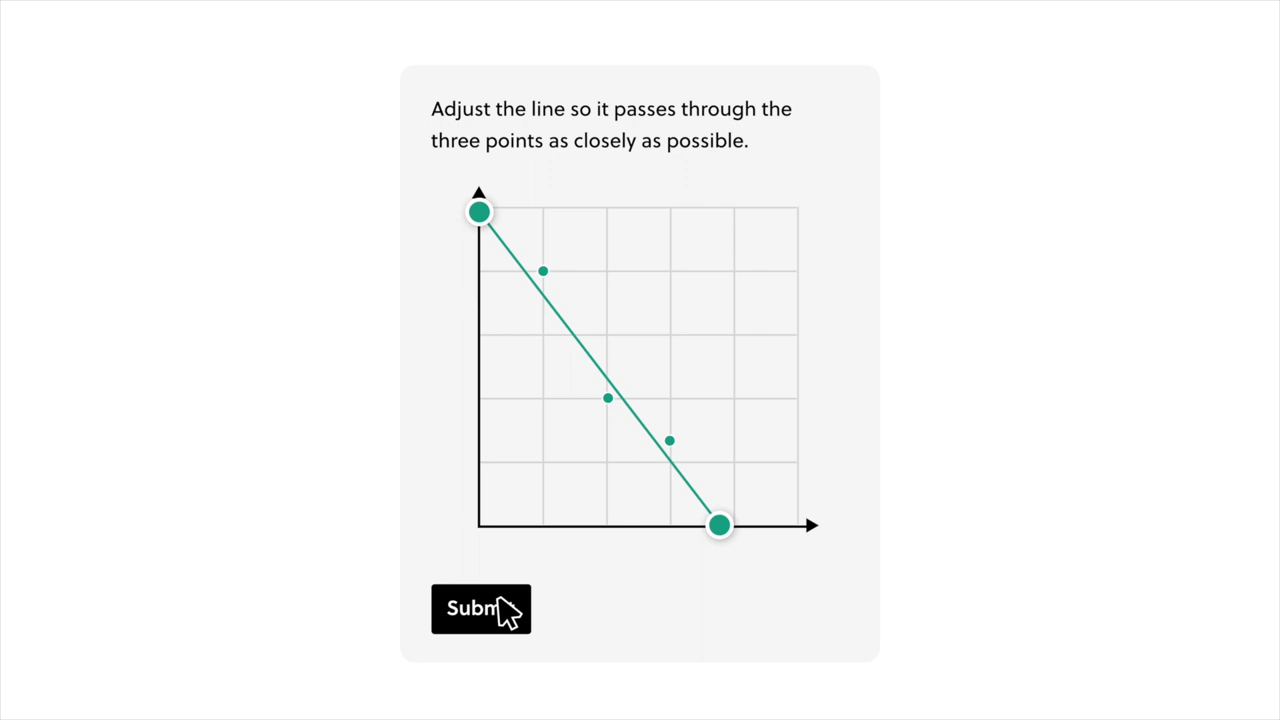 Adjust the line so it passes through the
three points as closely as possible.
Subm